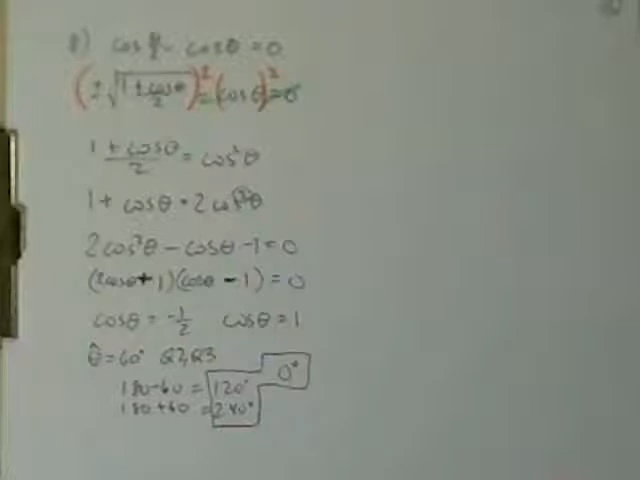 8) cos θ/2 - cosθ = 0
(±√(1+cosθ/2))² = (cosθ)² = 0
1 + cosθ/2 = cos²θ
1 + cosθ = 2cos²θ
2cos²θ - cosθ - 1 = 0
(2cosθ + 1)(cosθ - 1) = 0
cosθ = -1/2 cosθ = 1
θ̂ = 60° Q2, Q3 0°
180-60 = 120°
180+60 = 240°